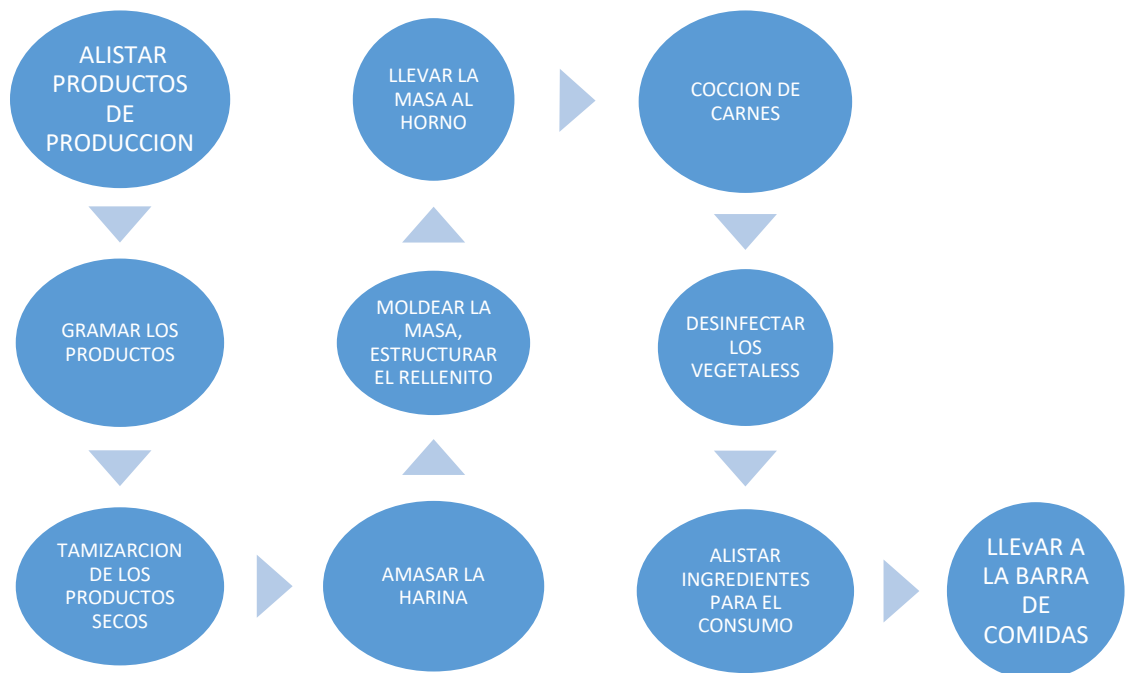 ALISTAR
PRODUCTOS
DE
PRODUCCION
GRAMAR LOS
PRODUCTOS
TAMIZARCION
DE LOS
PRODUCTOS
SECOS
AMASAR LA
HARINA
MOLDEAR LA
MASA,
ESTRUCTURAR
EL RELLENITO
LLEVAR LA
MASA AL
HORNO
COCCION DE
CARNES
DESINFECTAR
LOS
VEGETALESS
ALISTAR
INGREDIENTES
PARA EL
CONSUMO
LLEvAR A
LA BARRA
DE
COMIDAS